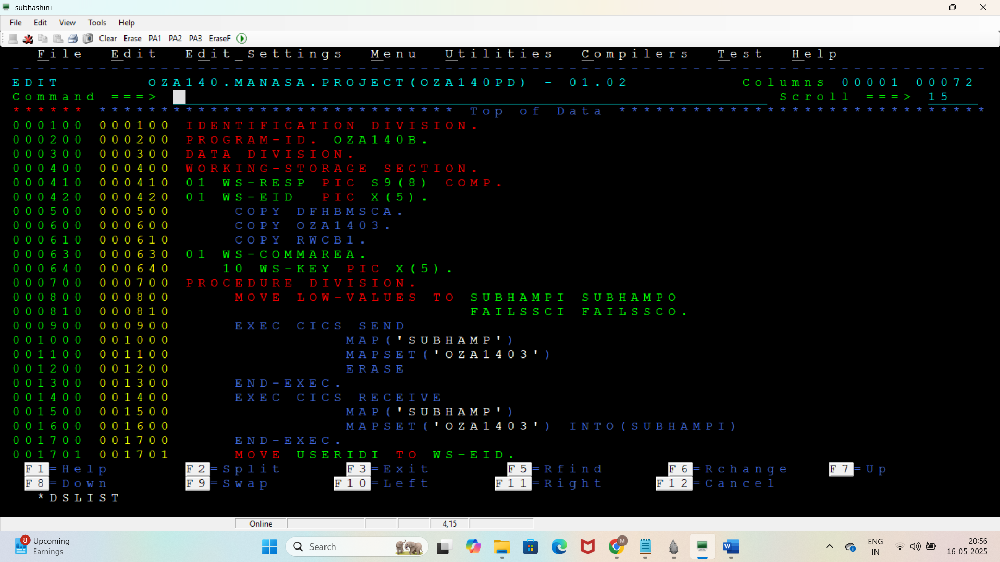 subhashini
File Edit View Tools Help
Clear Erase PA1 PA2 PA3 EraseF
File Edit Edit_Settings Menu Utilities Compilers Test Help
EDIT OZA140.MANASA.PROJECT(OZA140PD) - 01.02 Columns 00001 00072
Command ===> Scroll ===> 15
****** ***************************** Top of Data ******************************
000100 000100 IDENTIFICATION DIVISION.
000200 000200 PROGRAM-ID. OZA140B.
000300 000300 DATA DIVISION.
000400 000400 WORKING-STORAGE SECTION.
000410 000410 01 WS-RESP PIC S9(8) COMP.
000420 000420 01 WS-EID  PIC X(5).
000500 000500     COPY DFHBMSCA.
000600 000600     COPY OZA1403.
000610 000610     COPY RWCB1.
000630 000630 01 WS-COMMAREA.
000640 000640    10 WS-KEY PIC X(5).
000700 000700 PROCEDURE DIVISION.
000800 000800     MOVE LOW-VALUES TO SUBHAMPI SUBHAMPO
000810 000810                        FAILSSCI FAILSSCO.
000900 000900     EXEC CICS SEND
001000 001000              MAP('SUBHAMP')
001100 001100              MAPSET('OZA1403')
001200 001200              ERASE
001300 001300     END-EXEC.
001400 001400     EXEC CICS RECEIVE
001500 001500              MAP('SUBHAMP')
001600 001600              MAPSET('OZA1403') INTO(SUBHAMPI)
001700 001700     END-EXEC.
001701 001701     MOVE USERIDI TO WS-EID.
F1=Help F2=Split F3=Exit F5=Rfind F6=Rchange F7=Up
F8=Down F9=Swap F10=Left F11=Right F12=Cancel
*DSLIST
Online 4,15
8 Upcoming
Earnings
Search
M
W
ENG
IN
20:56
16-05-2025